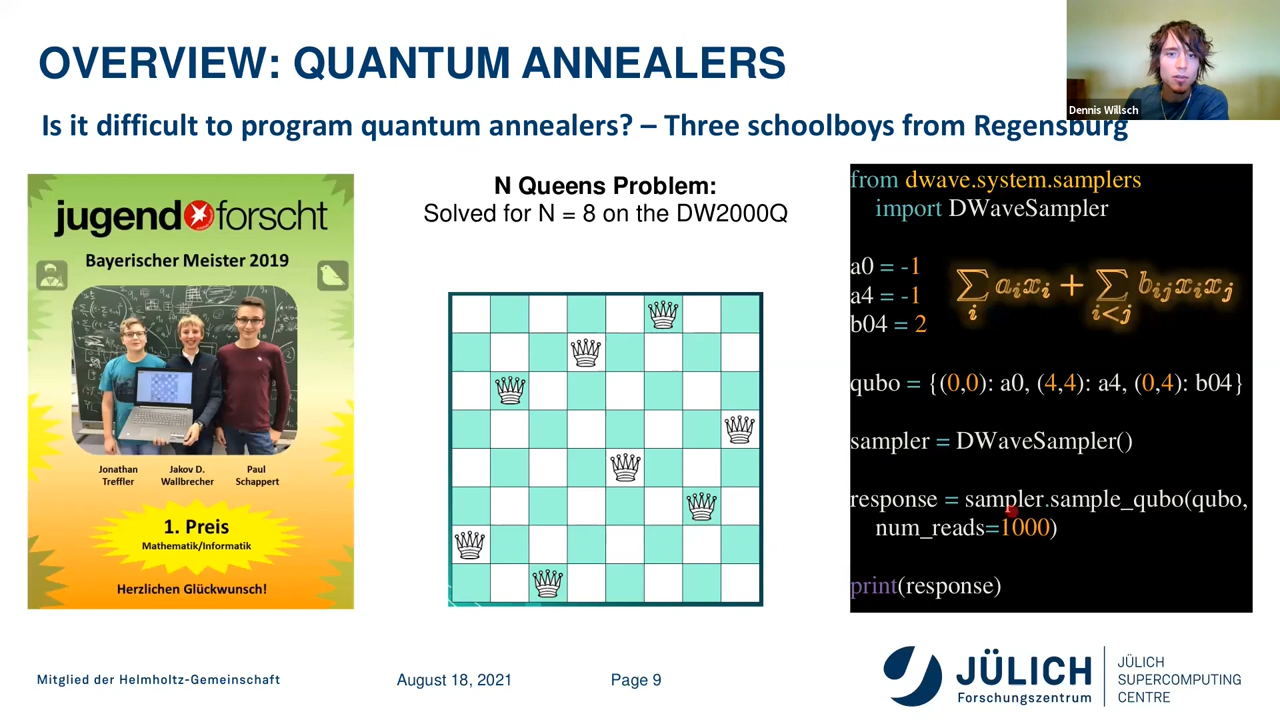 OVERVIEW: QUANTUM ANNEALERS
Dennis Willsch
Is it difficult to program quantum annealers? – Three schoolboys from Regensburg
jugend forscht
Bayerischer Meister 2019
Jonathan Treffler
Jakov D. Wallbrecher
Paul Schappert
1. Preis
Mathematik/Informatik
Herzlichen Glückwunsch!
N Queens Problem:
Solved for N = 8 on the DW2000Q
from dwave.system.samplers
import DWaveSampler
a0 = -1
a4 = -1
b04 = 2
∑ᵢ aᵢxᵢ + ∑ᵢ<ⱼ bᵢⱼxᵢxⱼ
qubo = {(0,0): a0, (4,4): a4, (0,4): b04}
sampler = DWaveSampler()
response = sampler.sample_qubo(qubo,
num_reads=1000)
print(response)
Mitglied der Helmholtz-Gemeinschaft
August 18, 2021
Page 9
JÜLICH
Forschungszentrum
JÜLICH
SUPERCOMPUTING
CENTRE